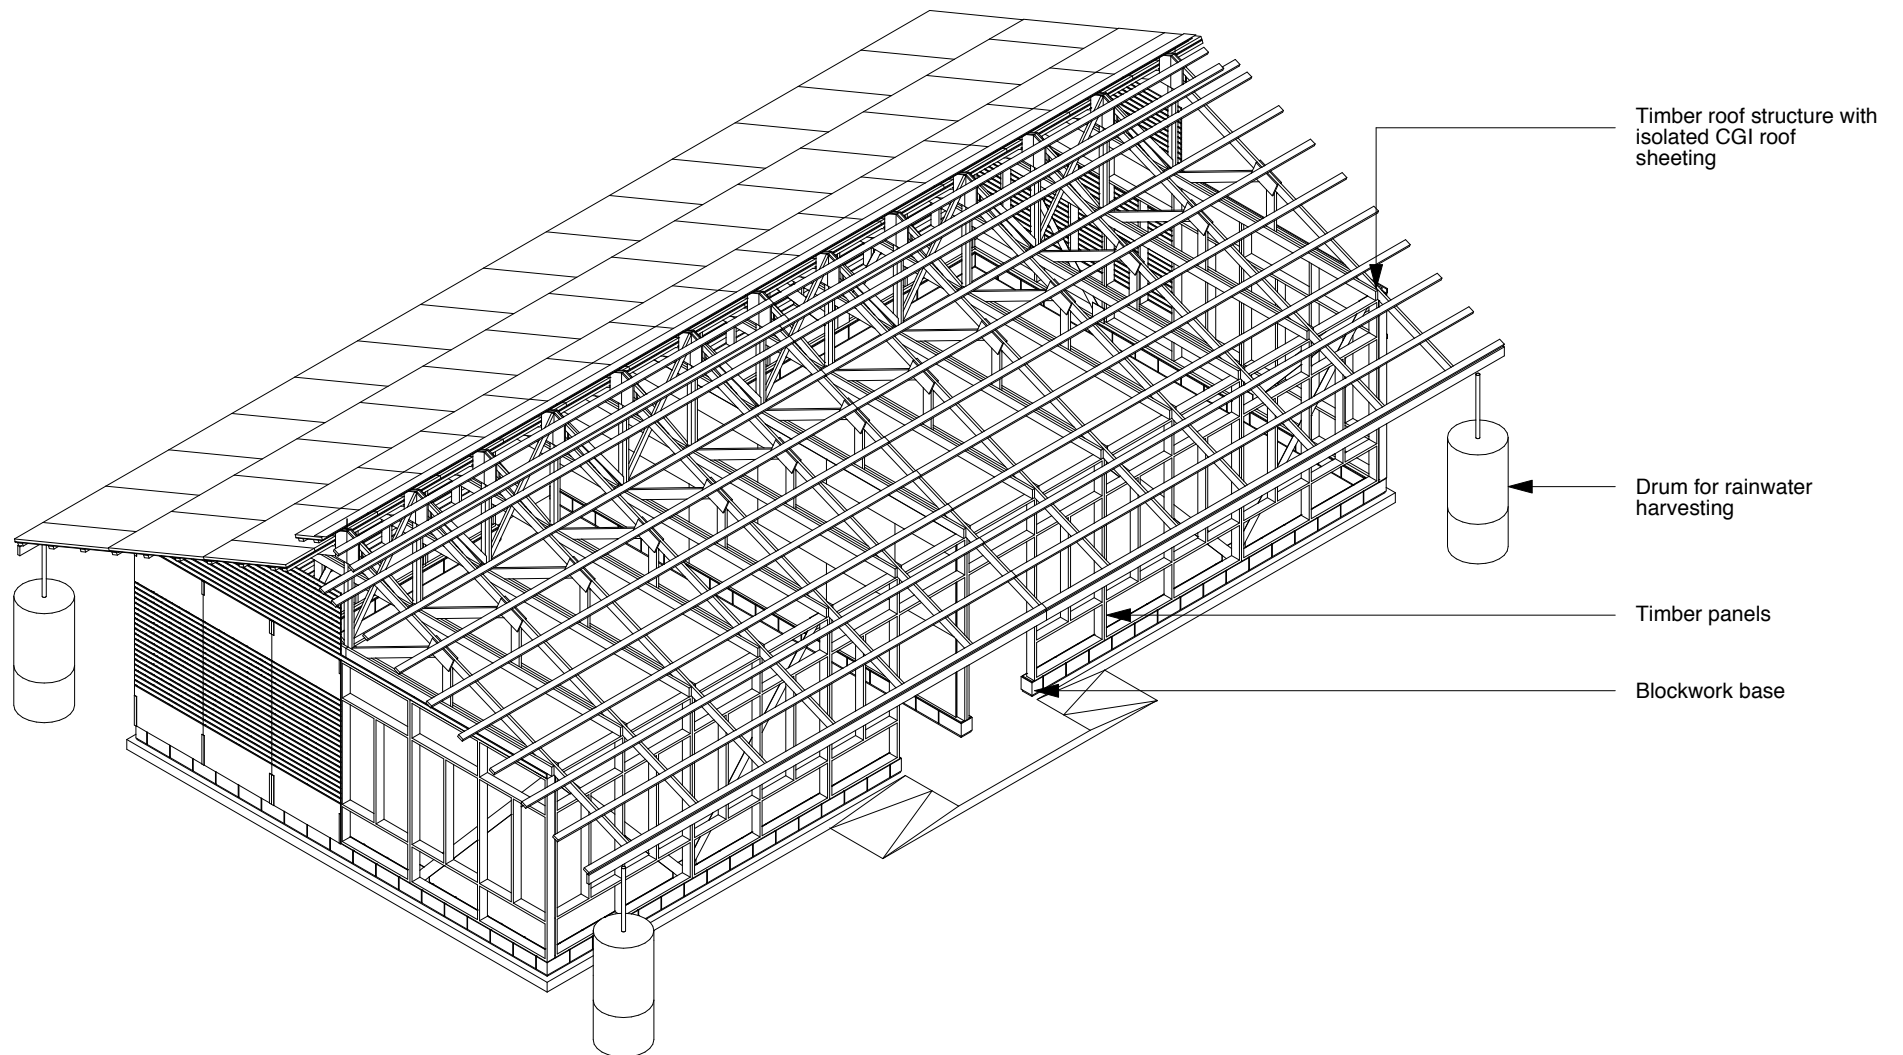 Timber roof structure with
isolated CGI roof
sheeting
Drum for rainwater
harvesting
Timber panels
Blockwork base